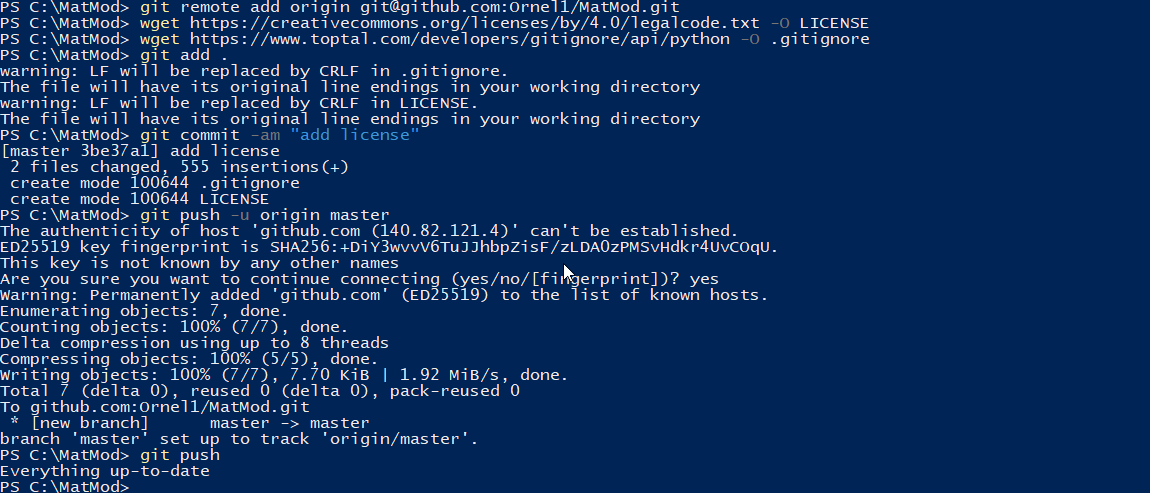 PS C:\MatMod> git remote add origin git@github.com:Ornel1/MatMod.git
PS C:\MatMod> wget https://creativecommons.org/licenses/by/4.0/legalcode.txt -O LICENSE
PS C:\MatMod> wget https://www.toptal.com/developers/gitignore/api/python -O .gitignore
PS C:\MatMod> git add .
warning: LF will be replaced by CRLF in .gitignore.
The file will have its original line endings in your working directory
warning: LF will be replaced by CRLF in LICENSE.
The file will have its original line endings in your working directory
PS C:\MatMod> git commit -am "add license"
[master 3be37a1] add license
 2 files changed, 555 insertions(+)
 create mode 100644 .gitignore
 create mode 100644 LICENSE
PS C:\MatMod> git push -u origin master
The authenticity of host 'github.com (140.82.121.4)' can't be established.
ED25519 key fingerprint is SHA256:+DiY3wvvV6TuJJhbpZisF/zLDA0zPMSvHdkr4UvCOqU.
This key is not known by any other names
Are you sure you want to continue connecting (yes/no/[fingerprint])? yes
Warning: Permanently added 'github.com' (ED25519) to the list of known hosts.
Enumerating objects: 7, done.
Counting objects: 100% (7/7), done.
Delta compression using up to 8 threads
Compressing objects: 100% (5/5), done.
Writing objects: 100% (7/7), 7.70 KiB | 1.92 MiB/s, done.
Total 7 (delta 0), reused 0 (delta 0), pack-reused 0
To github.com:Ornel1/MatMod.git
 * [new branch]      master -> master
branch 'master' set up to track 'origin/master'.
PS C:\MatMod> git push
Everything up-to-date
PS C:\MatMod>